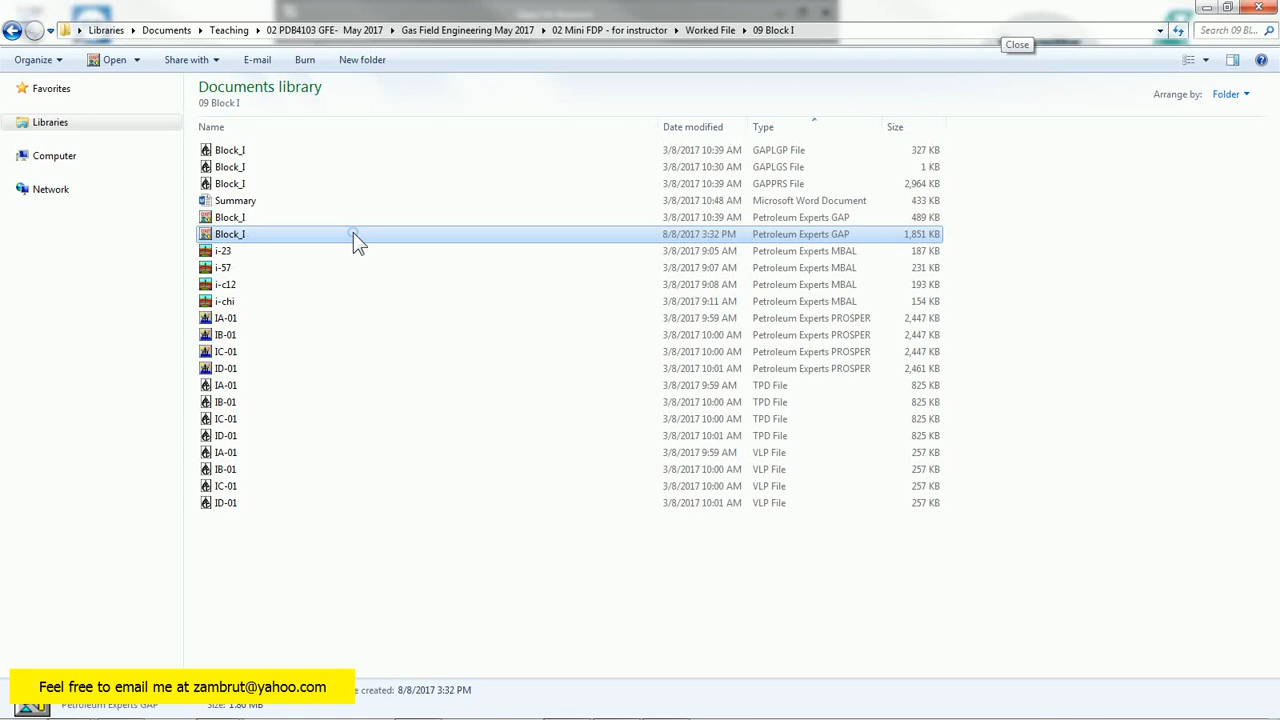 Libraries Documents Teaching 02 PDB4103 GFE- May 2017 Gas Field Engineering May 2017 02 Mini FDP - for instructor Worked File 09 Block I Search 09 Bl...
Close
Organize Open Share with E-mail Burn New folder
Favorites
Libraries
Computer
Network
Documents library
09 Block I
Arrange by: Folder
Name Date modified Type Size
Block_I 3/8/2017 10:39 AM GAPLGP File 327 KB
Block_I 3/8/2017 10:30 AM GAPLGS File 1 KB
Block_I 3/8/2017 10:39 AM GAPPRS File 2,964 KB
Summary 3/8/2017 10:48 AM Microsoft Word Document 433 KB
Block_I 3/8/2017 10:39 AM Petroleum Experts GAP 489 KB
Block_I 8/8/2017 3:32 PM Petroleum Experts GAP 1,851 KB
i-23 3/8/2017 9:05 AM Petroleum Experts MBAL 187 KB
i-57 3/8/2017 9:07 AM Petroleum Experts MBAL 231 KB
i-c12 3/8/2017 9:08 AM Petroleum Experts MBAL 193 KB
i-chi 3/8/2017 9:11 AM Petroleum Experts MBAL 154 KB
IA-01 3/8/2017 9:59 AM Petroleum Experts PROSPER 2,447 KB
IB-01 3/8/2017 10:00 AM Petroleum Experts PROSPER 2,447 KB
IC-01 3/8/2017 10:00 AM Petroleum Experts PROSPER 2,447 KB
ID-01 3/8/2017 10:01 AM Petroleum Experts PROSPER 2,461 KB
IA-01 3/8/2017 9:59 AM TPD File 825 KB
IB-01 3/8/2017 10:00 AM TPD File 825 KB
IC-01 3/8/2017 10:00 AM TPD File 825 KB
ID-01 3/8/2017 10:01 AM TPD File 825 KB
IA-01 3/8/2017 9:59 AM VLP File 257 KB
IB-01 3/8/2017 10:00 AM VLP File 257 KB
IC-01 3/8/2017 10:00 AM VLP File 257 KB
ID-01 3/8/2017 10:01 AM VLP File 257 KB
Feel free to email me at zambrut@yahoo.com
e created: 8/8/2017 3:32 PM
Petroleum Experts GAP Size: 1.80 MB